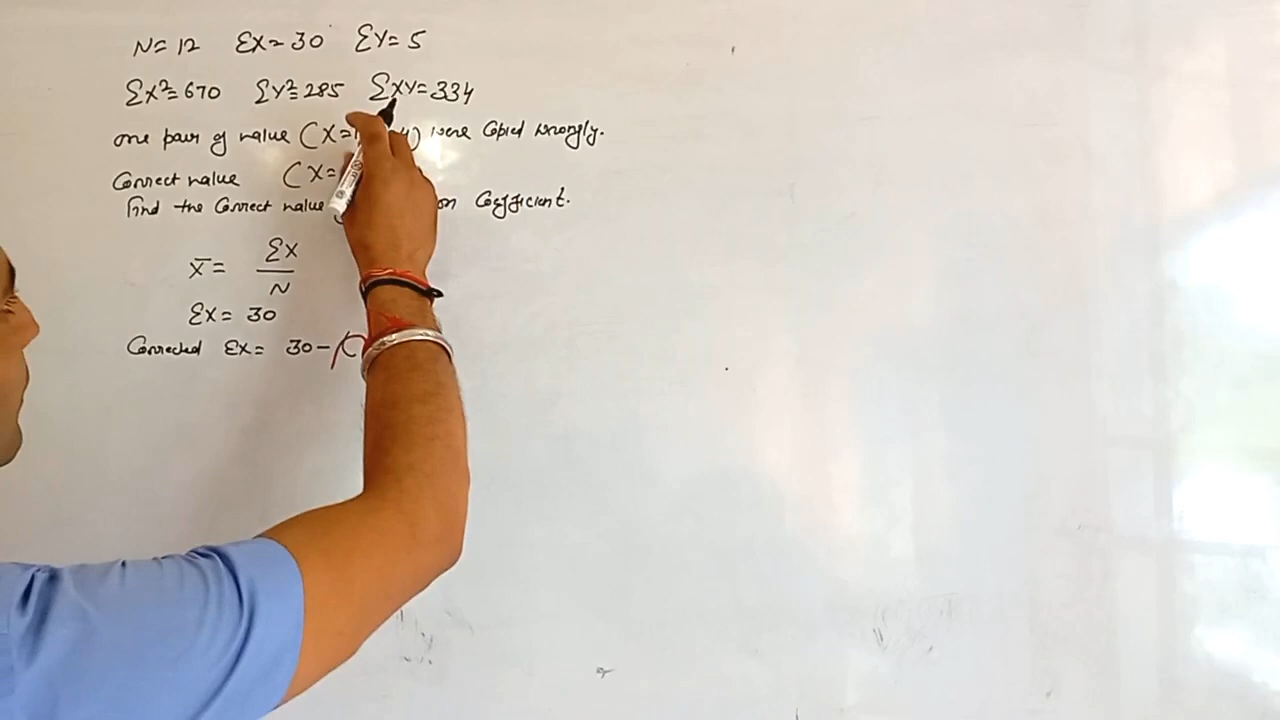 N = 12 ΣX = 30 ΣY = 5
ΣX² = 670 ΣY² = 285 ΣXY = 334
one pair of value (X= 4) were Copied wrongly.
Correct value (X=
Find the Correct value Coefficient.
X̄ = ΣX / N
ΣX = 30
Corrected ΣX = 30 - (